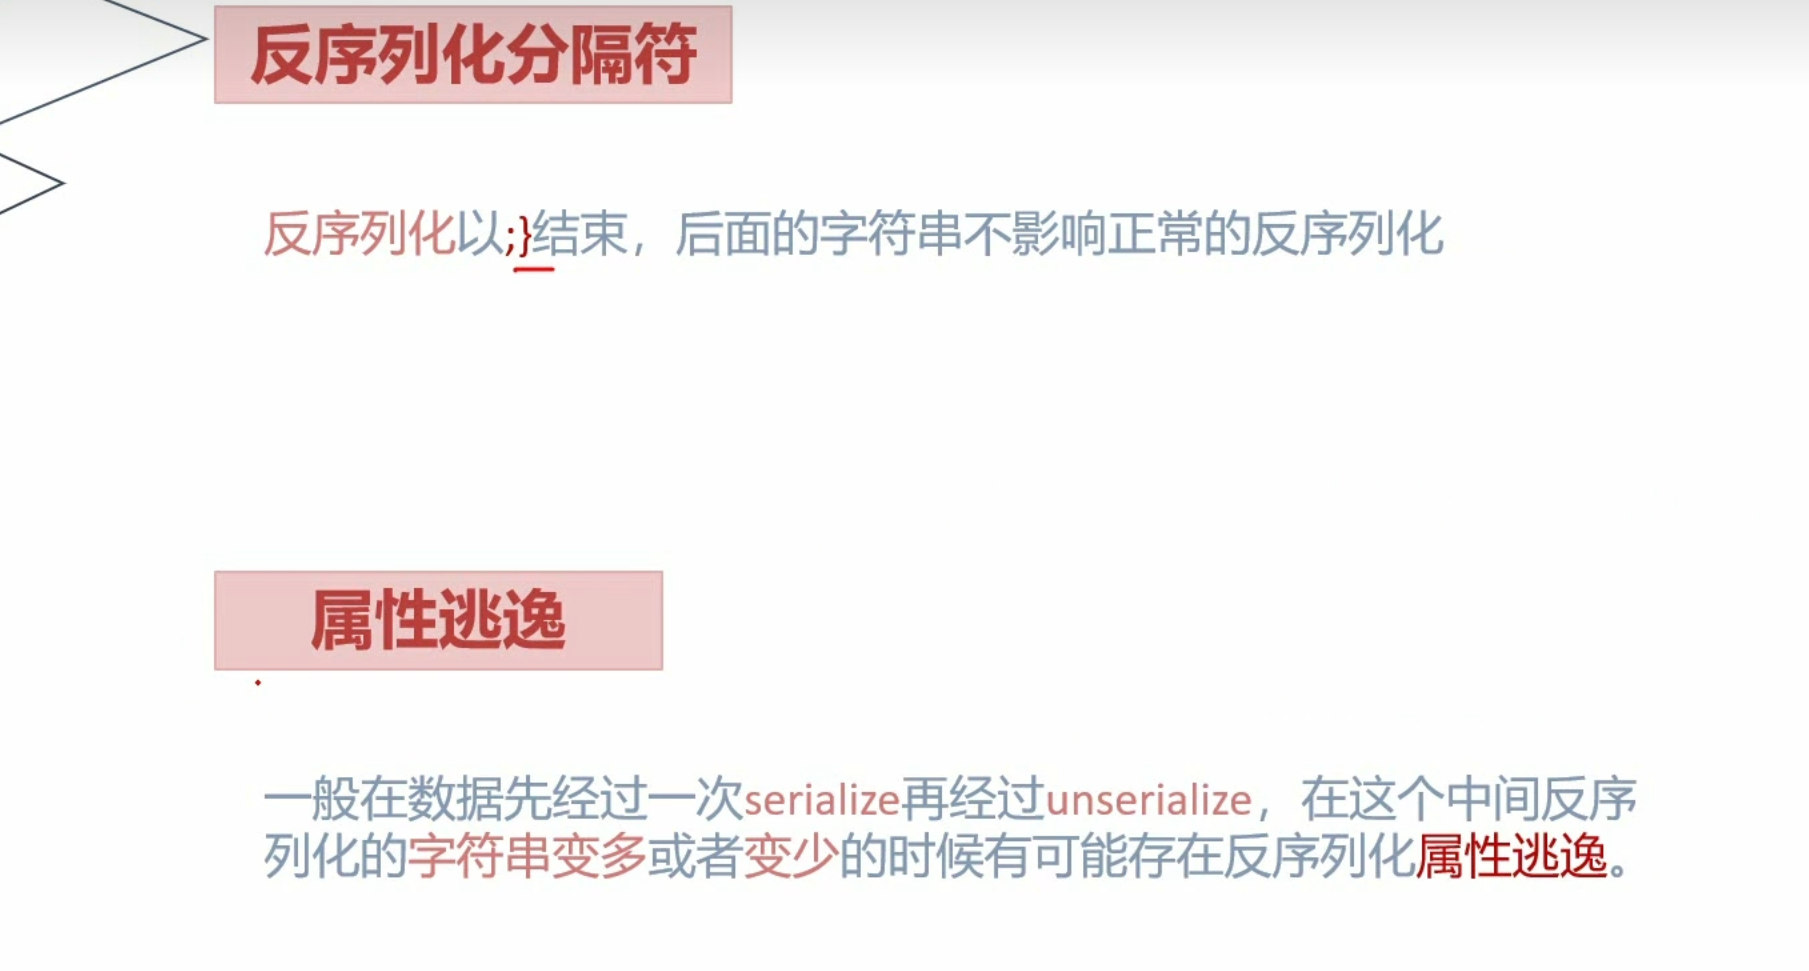 反序列化分隔符
反序列化以;}结束，后面的字符串不影响正常的反序列化
属性逃逸
一般在数据先经过一次serialize再经过unserialize，在这个中间反序
列化的字符串变多或者变少的时候有可能存在反序列化属性逃逸。